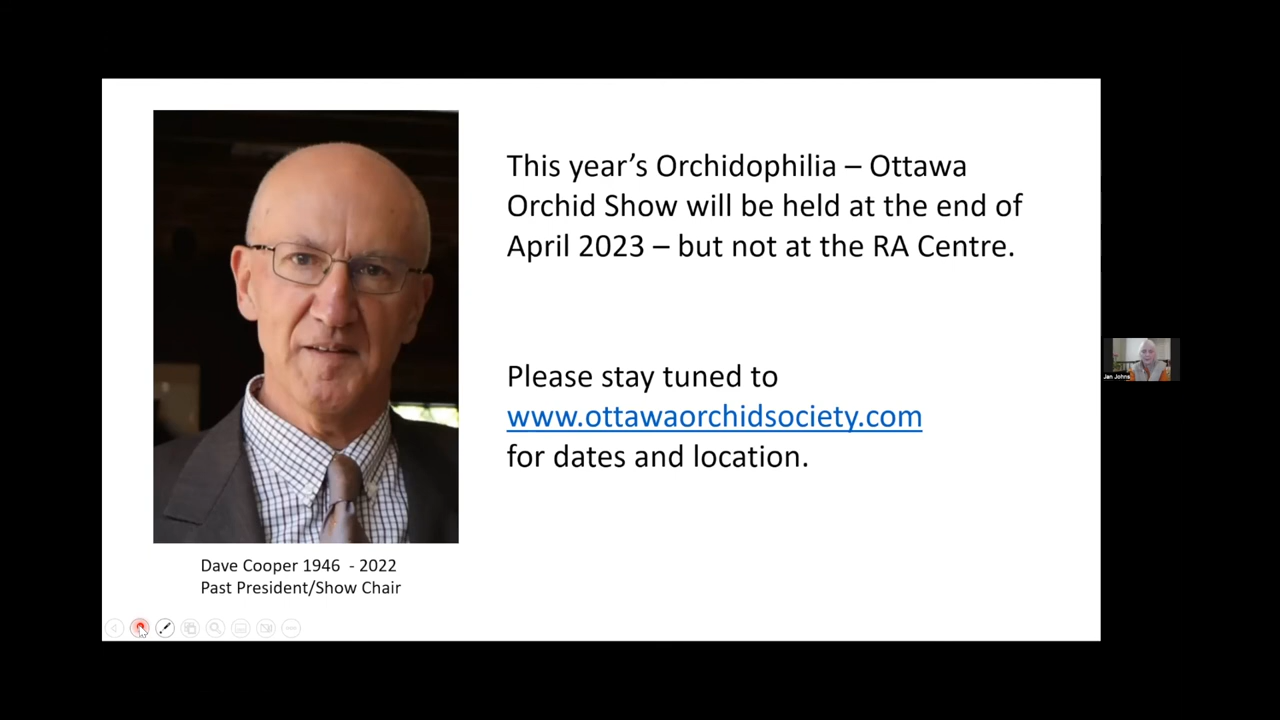 This year’s Orchidophilia – Ottawa
Orchid Show will be held at the end of
April 2023 – but not at the RA Centre.
Please stay tuned to
www.ottawaorchidsociety.com
for dates and location.
Dave Cooper 1946 - 2022
Past President/Show Chair
Jan Johns